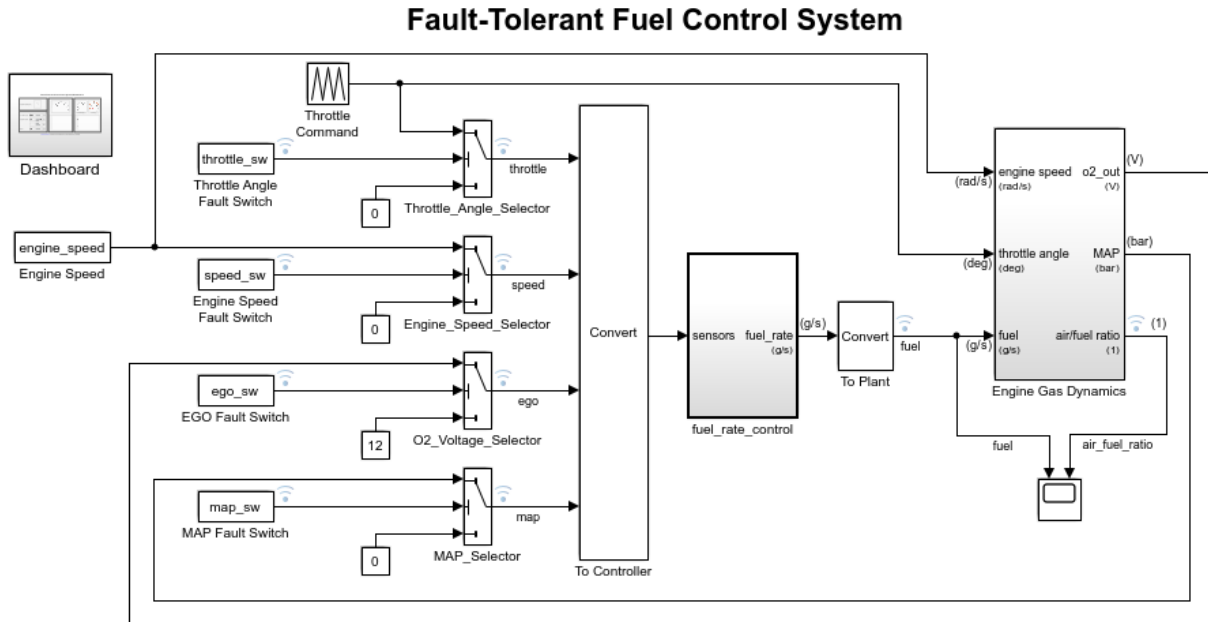 Fault-Tolerant Fuel Control System
Dashboard
Throttle
Command
throttle_sw
Throttle Angle
Fault Switch
0
throttle
Throttle_Angle_Selector
engine_speed
Engine Speed
speed_sw
Engine Speed
Fault Switch
0
speed
Engine_Speed_Selector
ego_sw
EGO Fault Switch
12
ego
O2_Voltage_Selector
map_sw
MAP Fault Switch
0
map
MAP_Selector
Convert
To Controller
sensors
fuel_rate
(g/s)
fuel_rate_control
(g/s)
Convert
To Plant
fuel
(rad/s)
engine speed
(rad/s)
o2_out
(V)
(V)
(deg)
throttle angle
(deg)
MAP
(bar)
(bar)
(g/s)
fuel
(g/s)
air/fuel ratio
(1)
(1)
Engine Gas Dynamics
fuel
air_fuel_ratio